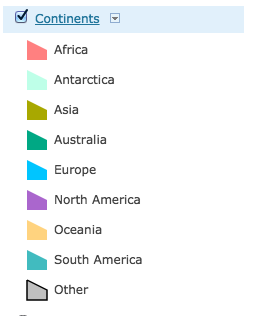 Continents
Africa
Antarctica
Asia
Australia
Europe
North America
Oceania
South America
Other